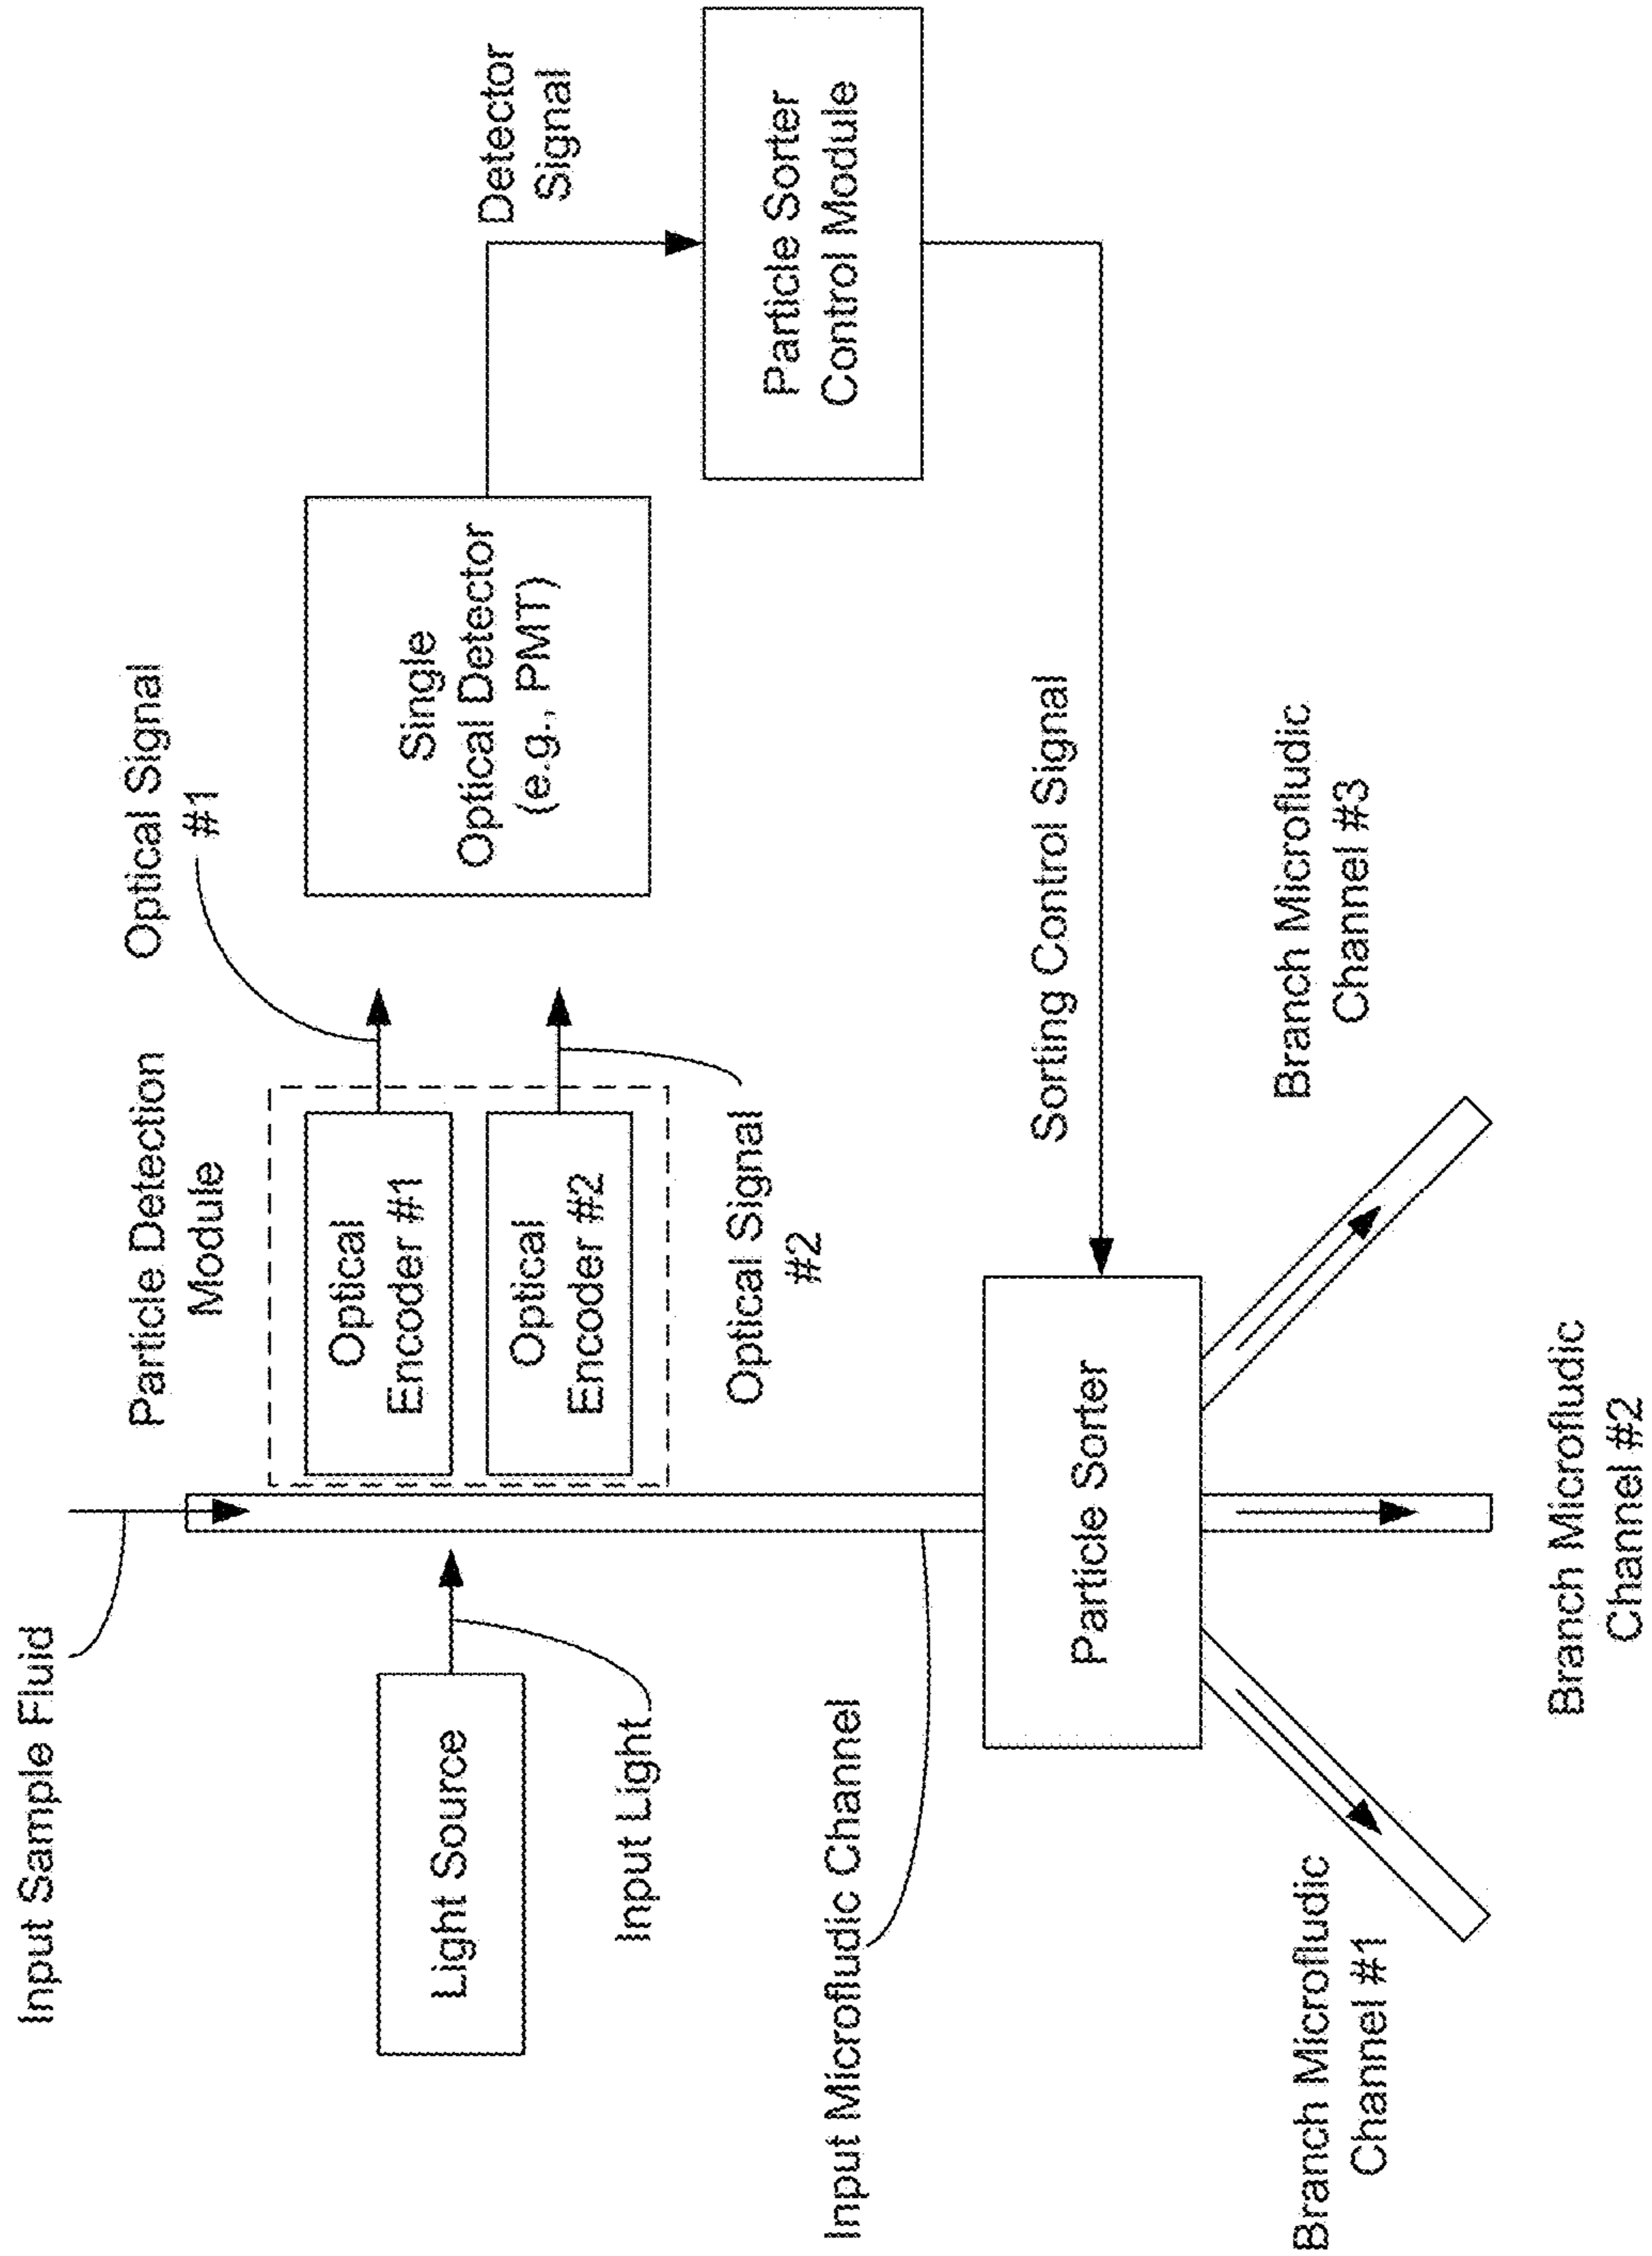 Input Sample Fluid
Particle Detection
Module
Optical Signal
#1
Light Source
Optical
Encoder #1
Optical
Encoder #2
Single
Optical Detector
(e.g., PMT)
Detector
Signal
Input Light
Optical Signal
#2
Particle Sorter
Control Module
Input Microfludic Channel
Sorting Control Signal
Particle Sorter
Branch Microfludic
Channel #1
Branch Microfludic
Channel #3
Branch Microfludic
Channel #2